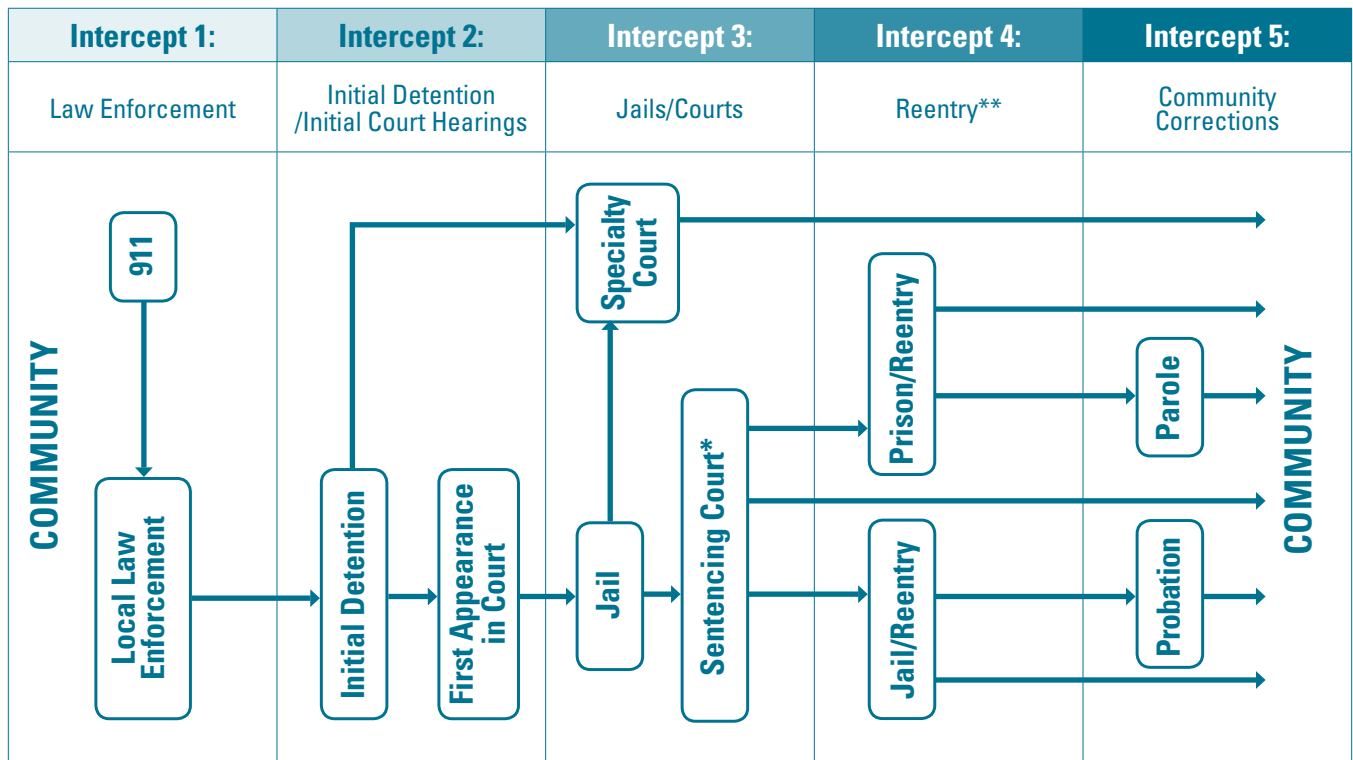 Intercept 1:
Intercept 2:
Intercept 3:
Intercept 4:
Intercept 5:
Law Enforcement
Initial Detention
/Initial Court Hearings
Jails/Courts
Reentry**
Community
Corrections
COMMUNITY
911
Local Law
Enforcement
Initial Detention
First Appearance
in Court
Specialty
Court
Jail
Sentencing Court*
Prison/Reentry
Jail/Reentry
Parole
Probation
COMMUNITY